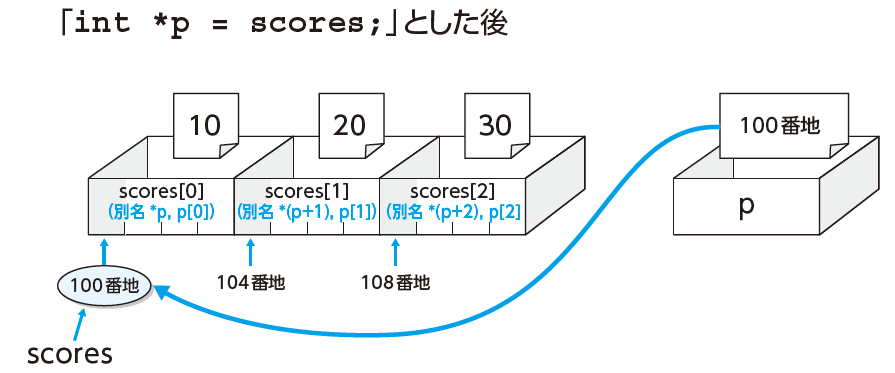 「int *p = scores;」とした後
10
20
30
100番地
scores[0]
(別名 *p, p[0])
scores[1]
(別名 *(p+1), p[1])
scores[2]
(別名 *(p+2), p[2]
p
100番地
104番地
108番地
scores